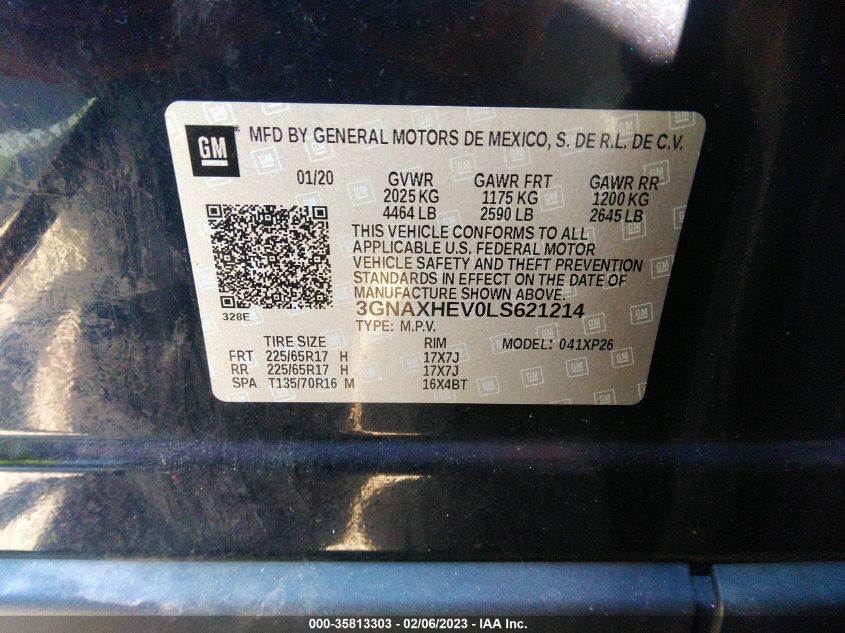 GM® MFD BY GENERAL MOTORS DE MEXICO, S. DE R.L. DE C.V.
01/20 GVWR GAWR FRT GAWR RR
2025 KG 1175 KG 1200 KG
4464 LB 2590 LB 2645 LB
THIS VEHICLE CONFORMS TO ALL
APPLICABLE U.S. FEDERAL MOTOR
VEHICLE SAFETY AND THEFT PREVENTION
STANDARDS IN EFFECT ON THE DATE OF
MANUFACTURE SHOWN ABOVE.
328E
3GNAXHEV0LS621214
TYPE: M.P.V.
TIRE SIZE RIM MODEL: 041XP26
FRT 225/65R17 H 17X7J
RR 225/65R17 H 17X7J
SPA T135/70R16 M 16X4BT
000-35813303 - 02/06/2023 - IAA Inc.